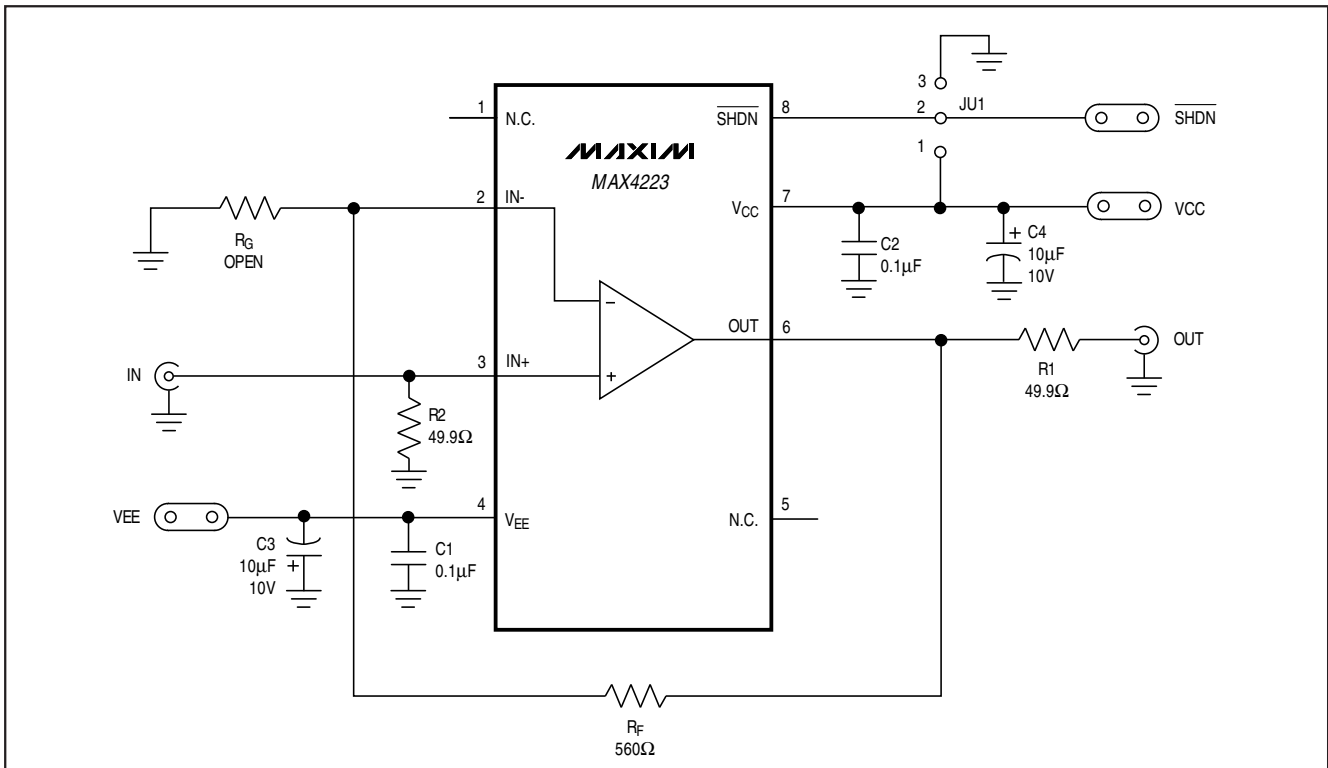 3
1
N.C.
SHDN
8
2
JU1
SHDN
MAXIM
MAX4223
1
2
IN-
VCC
7
VCC
RG
OPEN
C2
0.1µF
+ C4
10µF
10V
OUT
6
OUT
IN
3
IN+
−
+
R1
49.9Ω
R2
49.9Ω
VEE
4
VEE
N.C.
5
C3
10µF
+
10V
C1
0.1µF
RF
560Ω